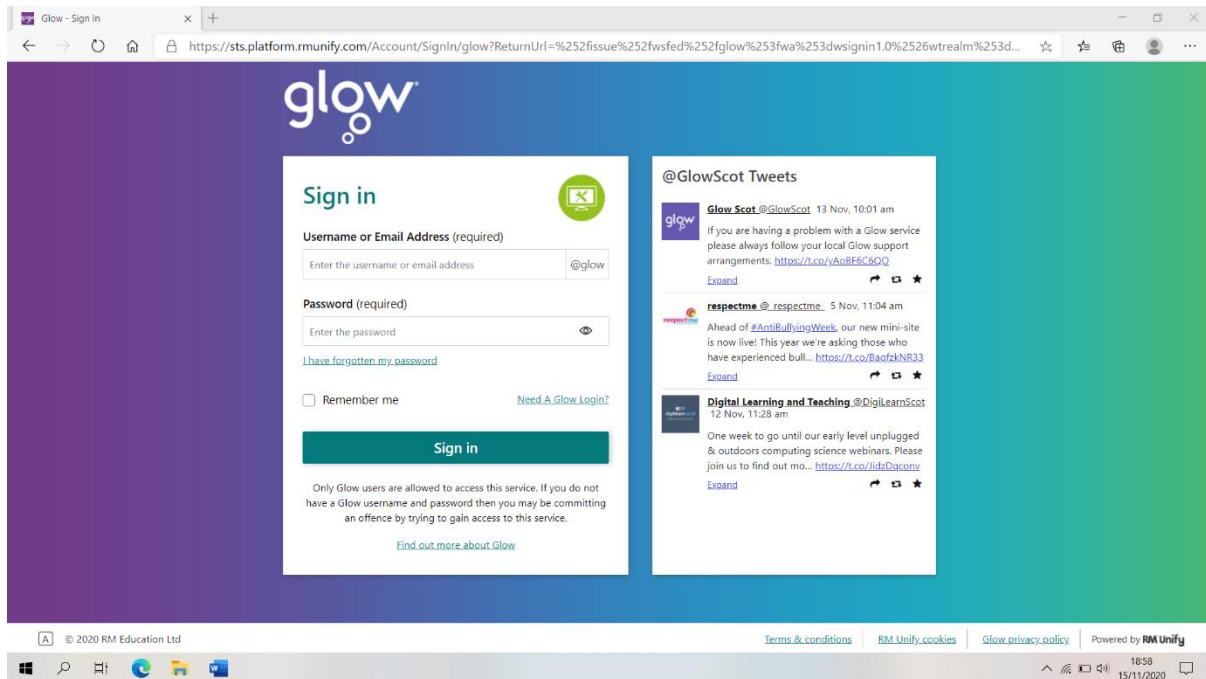 Glow - Sign In
https://sts.platform.rmunify.com/Account/SignIn/glow?ReturnUrl=%252fissue%252fwsfed%252fglow%253fwa%253dwsignin1.0%2526wtrealm%253d...
glow
Sign in
Username or Email Address (required)
Enter the username or email address @glow
Password (required)
Enter the password
I have forgotten my password
Remember me Need A Glow Login?
Sign in
Only Glow users are allowed to access this service. If you do not
have a Glow username and password then you may be committing
an offence by trying to gain access to this service.
Find out more about Glow
@GlowScot Tweets
glow
Glow Scot @GlowScot 13 Nov, 10:01 am
If you are having a problem with a Glow service
please always follow your local Glow support
arrangements. https://t.co/yAoBF6C6QO
Expand
respectme
respectme @_respectme_ 5 Nov, 11:04 am
Ahead of #AntiBullyingWeek, our new mini-site
is now live! This year we're asking those who
have experienced bull... https://t.co/BaqfzkNR33
Expand
Digital Learning and Teaching @DigiLearnScot
12 Nov, 11:28 am
One week to go until our early level unplugged
& outdoors computing science webinars. Please
join us to find out mo... https://t.co/JidzDqconv
Expand
A © 2020 RM Education Ltd
Terms & conditions RM Unify cookies Glow privacy policy Powered by RM Unify
18:58
15/11/2020